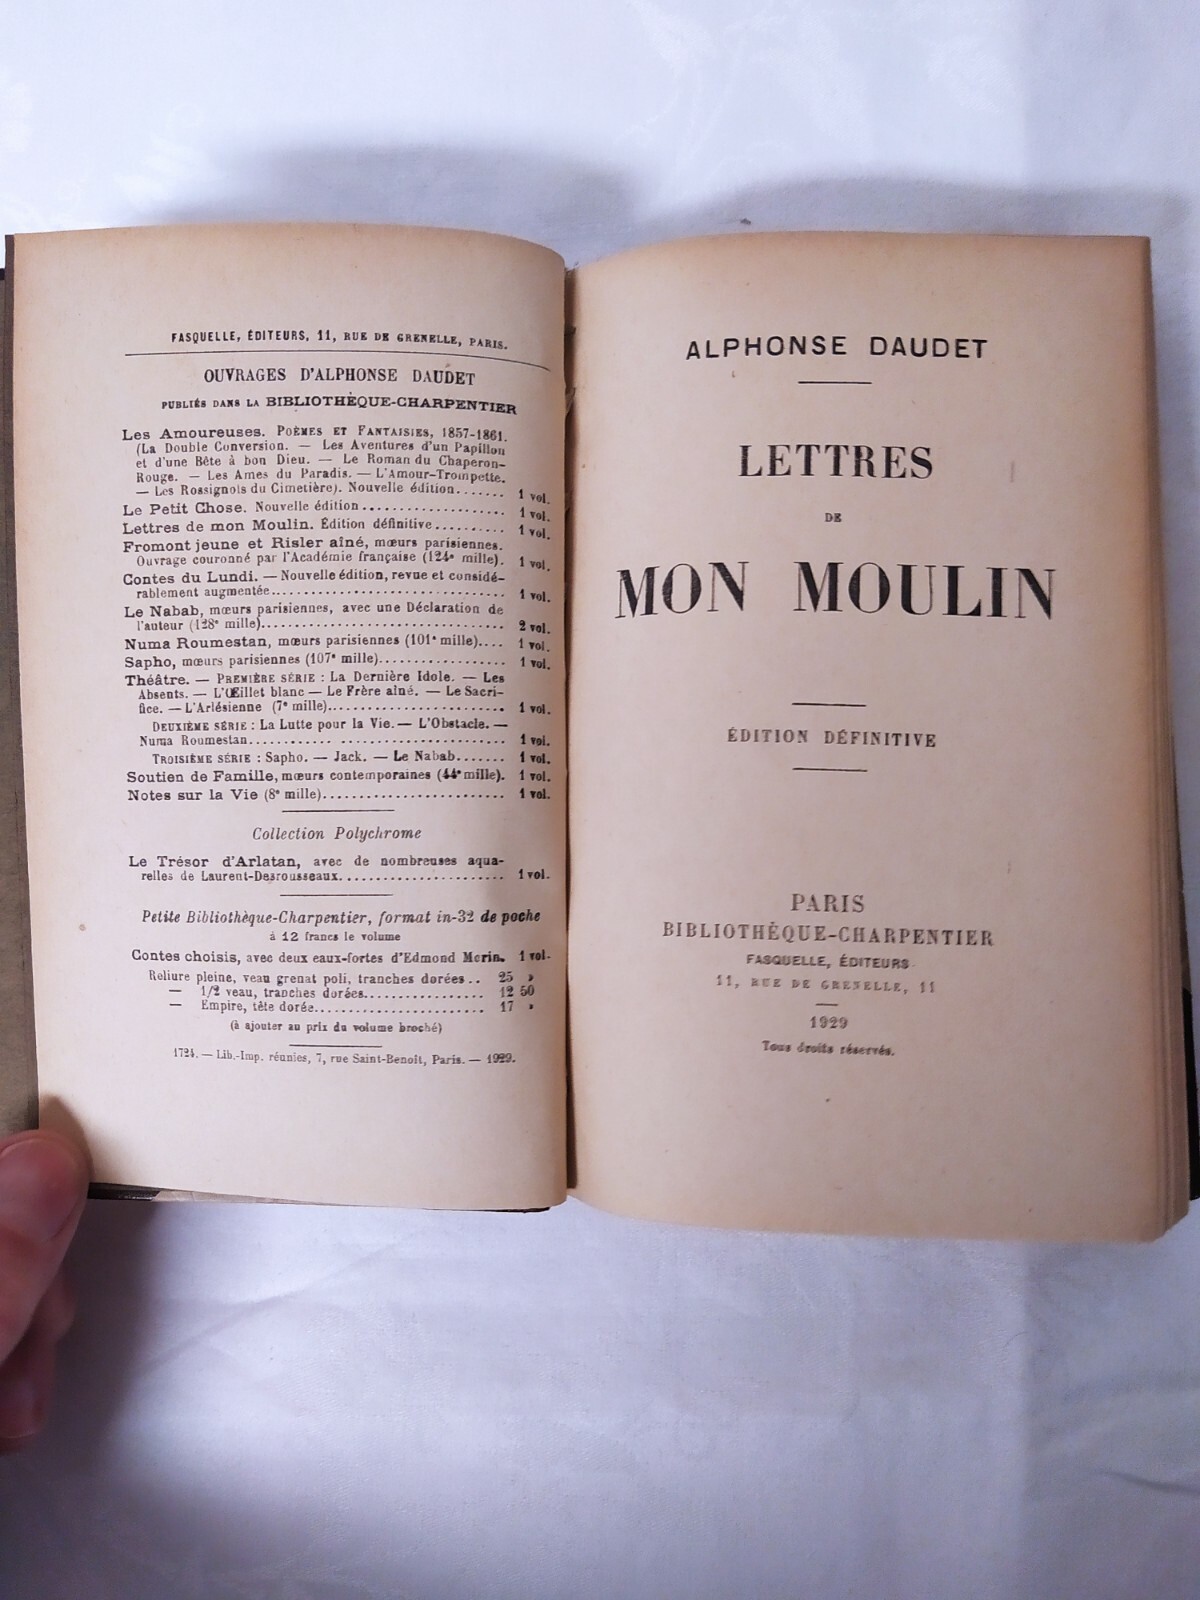 FASQUELLE, ÉDITEURS, 11, RUE DE GRENELLE, PARIS.
OUVRAGES D'ALPHONSE DAUDET
PUBLIÉS DANS LA BIBLIOTHÈQUE-CHARPENTIER
Les Amoureuses. POÈMES ET FANTAISIES, 1857-1861.
(La Double Conversion. — Les Aventures d'un Papillon
et d'une Bête à bon Dieu. — Le Roman du Chaperon-
Rouge. — Les Ames du Paradis. — L'Amour-Trompette.
— Les Rossignols du Cimetière). Nouvelle édition....... 1 vol.
Le Petit Chose. Nouvelle édition.................... 1 vol.
Lettres de mon Moulin. Édition définitive.......... 1 vol.
Fromont jeune et Risler aîné, mœurs parisiennes.
Ouvrage couronné par l'Académie française (124e mille). 1 vol.
Contes du Lundi. — Nouvelle édition, revue et considé-
rablement augmentée................................. 1 vol.
Le Nabab, mœurs parisiennes, avec une Déclaration de
l'auteur (128e mille)................................. 2 vol.
Numa Roumestan, mœurs parisiennes (101e mille).... 1 vol.
Sapho, mœurs parisiennes (107e mille).................. 1 vol.
Théâtre. — PREMIÈRE SÉRIE : La Dernière Idole. — Les
Absents. — L'Œillet blanc — Le Frère aîné. — Le Sacri-
fice. — L'Arlésienne (7e mille)......................... 1 vol.
DEUXIÈME SÉRIE : La Lutte pour la Vie. — L'Obstacle. —
Numa Roumestan.................................... 1 vol.
TROISIÈME SÉRIE : Sapho. — Jack. — Le Nabab....... 1 vol.
Soutien de Famille, mœurs contemporaines (44e mille). 1 vol.
Notes sur la Vie (8e mille).......................... 1 vol.
Collection Polychrome
Le Trésor d'Arlatan, avec de nombreuses aqua-
relles de Laurent-Desrousseaux....................... 1 vol.
Petite Bibliothèque-Charpentier, format in-32 de poche
à 12 francs le volume
Contes choisis, avec deux eaux-fortes d'Edmond Morin. 1 vol.
Reliure pleine, veau grenat poli, tranches dorées.. 25 »
— 1/2 veau, tranches dorées................. 12 50
— Empire, tête dorée........................ 17 »
(à ajouter au prix du volume broché)
1724. — Lib.-Imp. réunies, 7, rue Saint-Benoît, Paris. — 1929.
ALPHONSE DAUDET
LETTRES
DE
MON MOULIN
ÉDITION DÉFINITIVE
PARIS
BIBLIOTHÈQUE-CHARPENTIER
FASQUELLE, ÉDITEURS
11, RUE DE GRENELLE, 11
1929
Tous droits réservés.